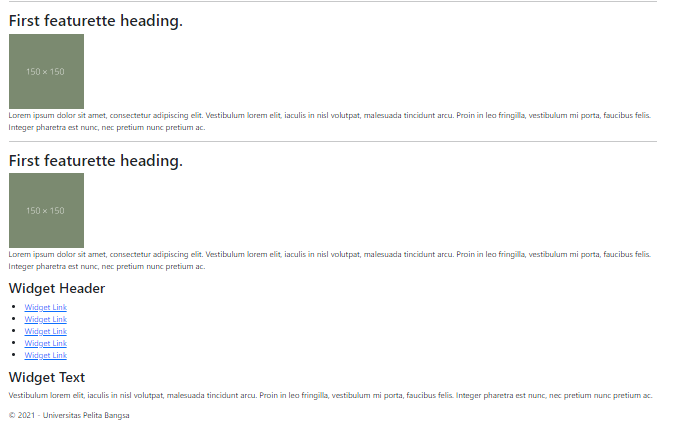 First featurette heading.
150 × 150
Lorem ipsum dolor sit amet, consectetur adipiscing elit. Vestibulum lorem elit, iaculis in nisl volutpat, malesuada tincidunt arcu. Proin in leo fringilla, vestibulum mi porta, faucibus felis.
Integer pharetra est nunc, nec pretium nunc pretium ac.
First featurette heading.
150 × 150
Lorem ipsum dolor sit amet, consectetur adipiscing elit. Vestibulum lorem elit, iaculis in nisl volutpat, malesuada tincidunt arcu. Proin in leo fringilla, vestibulum mi porta, faucibus felis.
Integer pharetra est nunc, nec pretium nunc pretium ac.
Widget Header
Widget Link
Widget Link
Widget Link
Widget Link
Widget Link
Widget Text
Vestibulum lorem elit, iaculis in nisl volutpat, malesuada tincidunt arcu. Proin in leo fringilla, vestibulum mi porta, faucibus felis. Integer pharetra est nunc, nec pretium nunc pretium ac.
© 2021 - Universitas Pelita Bangsa